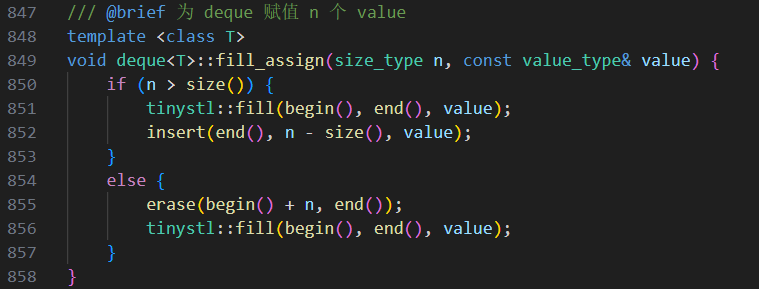 847 /// @brief 为 deque 赋值 n 个 value
848 template <class T>
849 void deque<T>::fill_assign(size_type n, const value_type& value) {
850     if (n > size()) {
851         tinystl::fill(begin(), end(), value);
852         insert(end(), n - size(), value);
853     }
854     else {
855         erase(begin() + n, end());
856         tinystl::fill(begin(), end(), value);
857     }
858 }